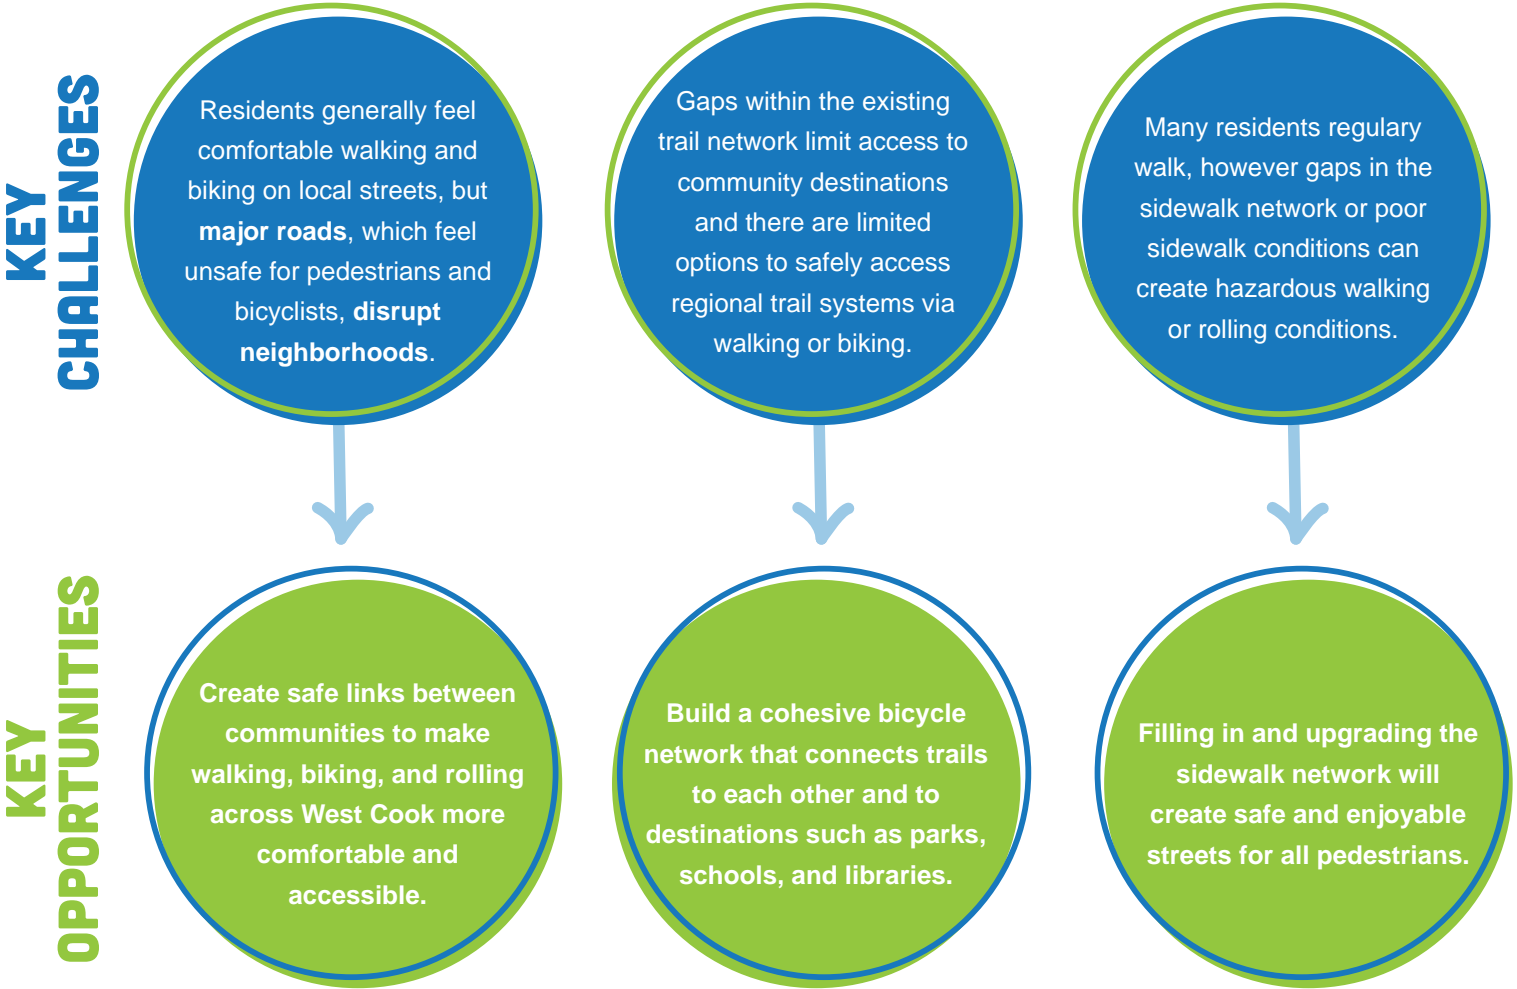 KEY
CHALLENGES
Residents generally feel
comfortable walking and
biking on local streets, but
major roads, which feel
unsafe for pedestrians and
bicyclists, disrupt
neighborhoods.
Gaps within the existing
trail network limit access to
community destinations
and there are limited
options to safely access
regional trail systems via
walking or biking.
Many residents regulary
walk, however gaps in the
sidewalk network or poor
sidewalk conditions can
create hazardous walking
or rolling conditions.
KEY
OPPORTUNITIES
Create safe links between
communities to make
walking, biking, and rolling
across West Cook more
comfortable and
accessible.
Build a cohesive bicycle
network that connects trails
to each other and to
destinations such as parks,
schools, and libraries.
Filling in and upgrading the
sidewalk network will
create safe and enjoyable
streets for all pedestrians.